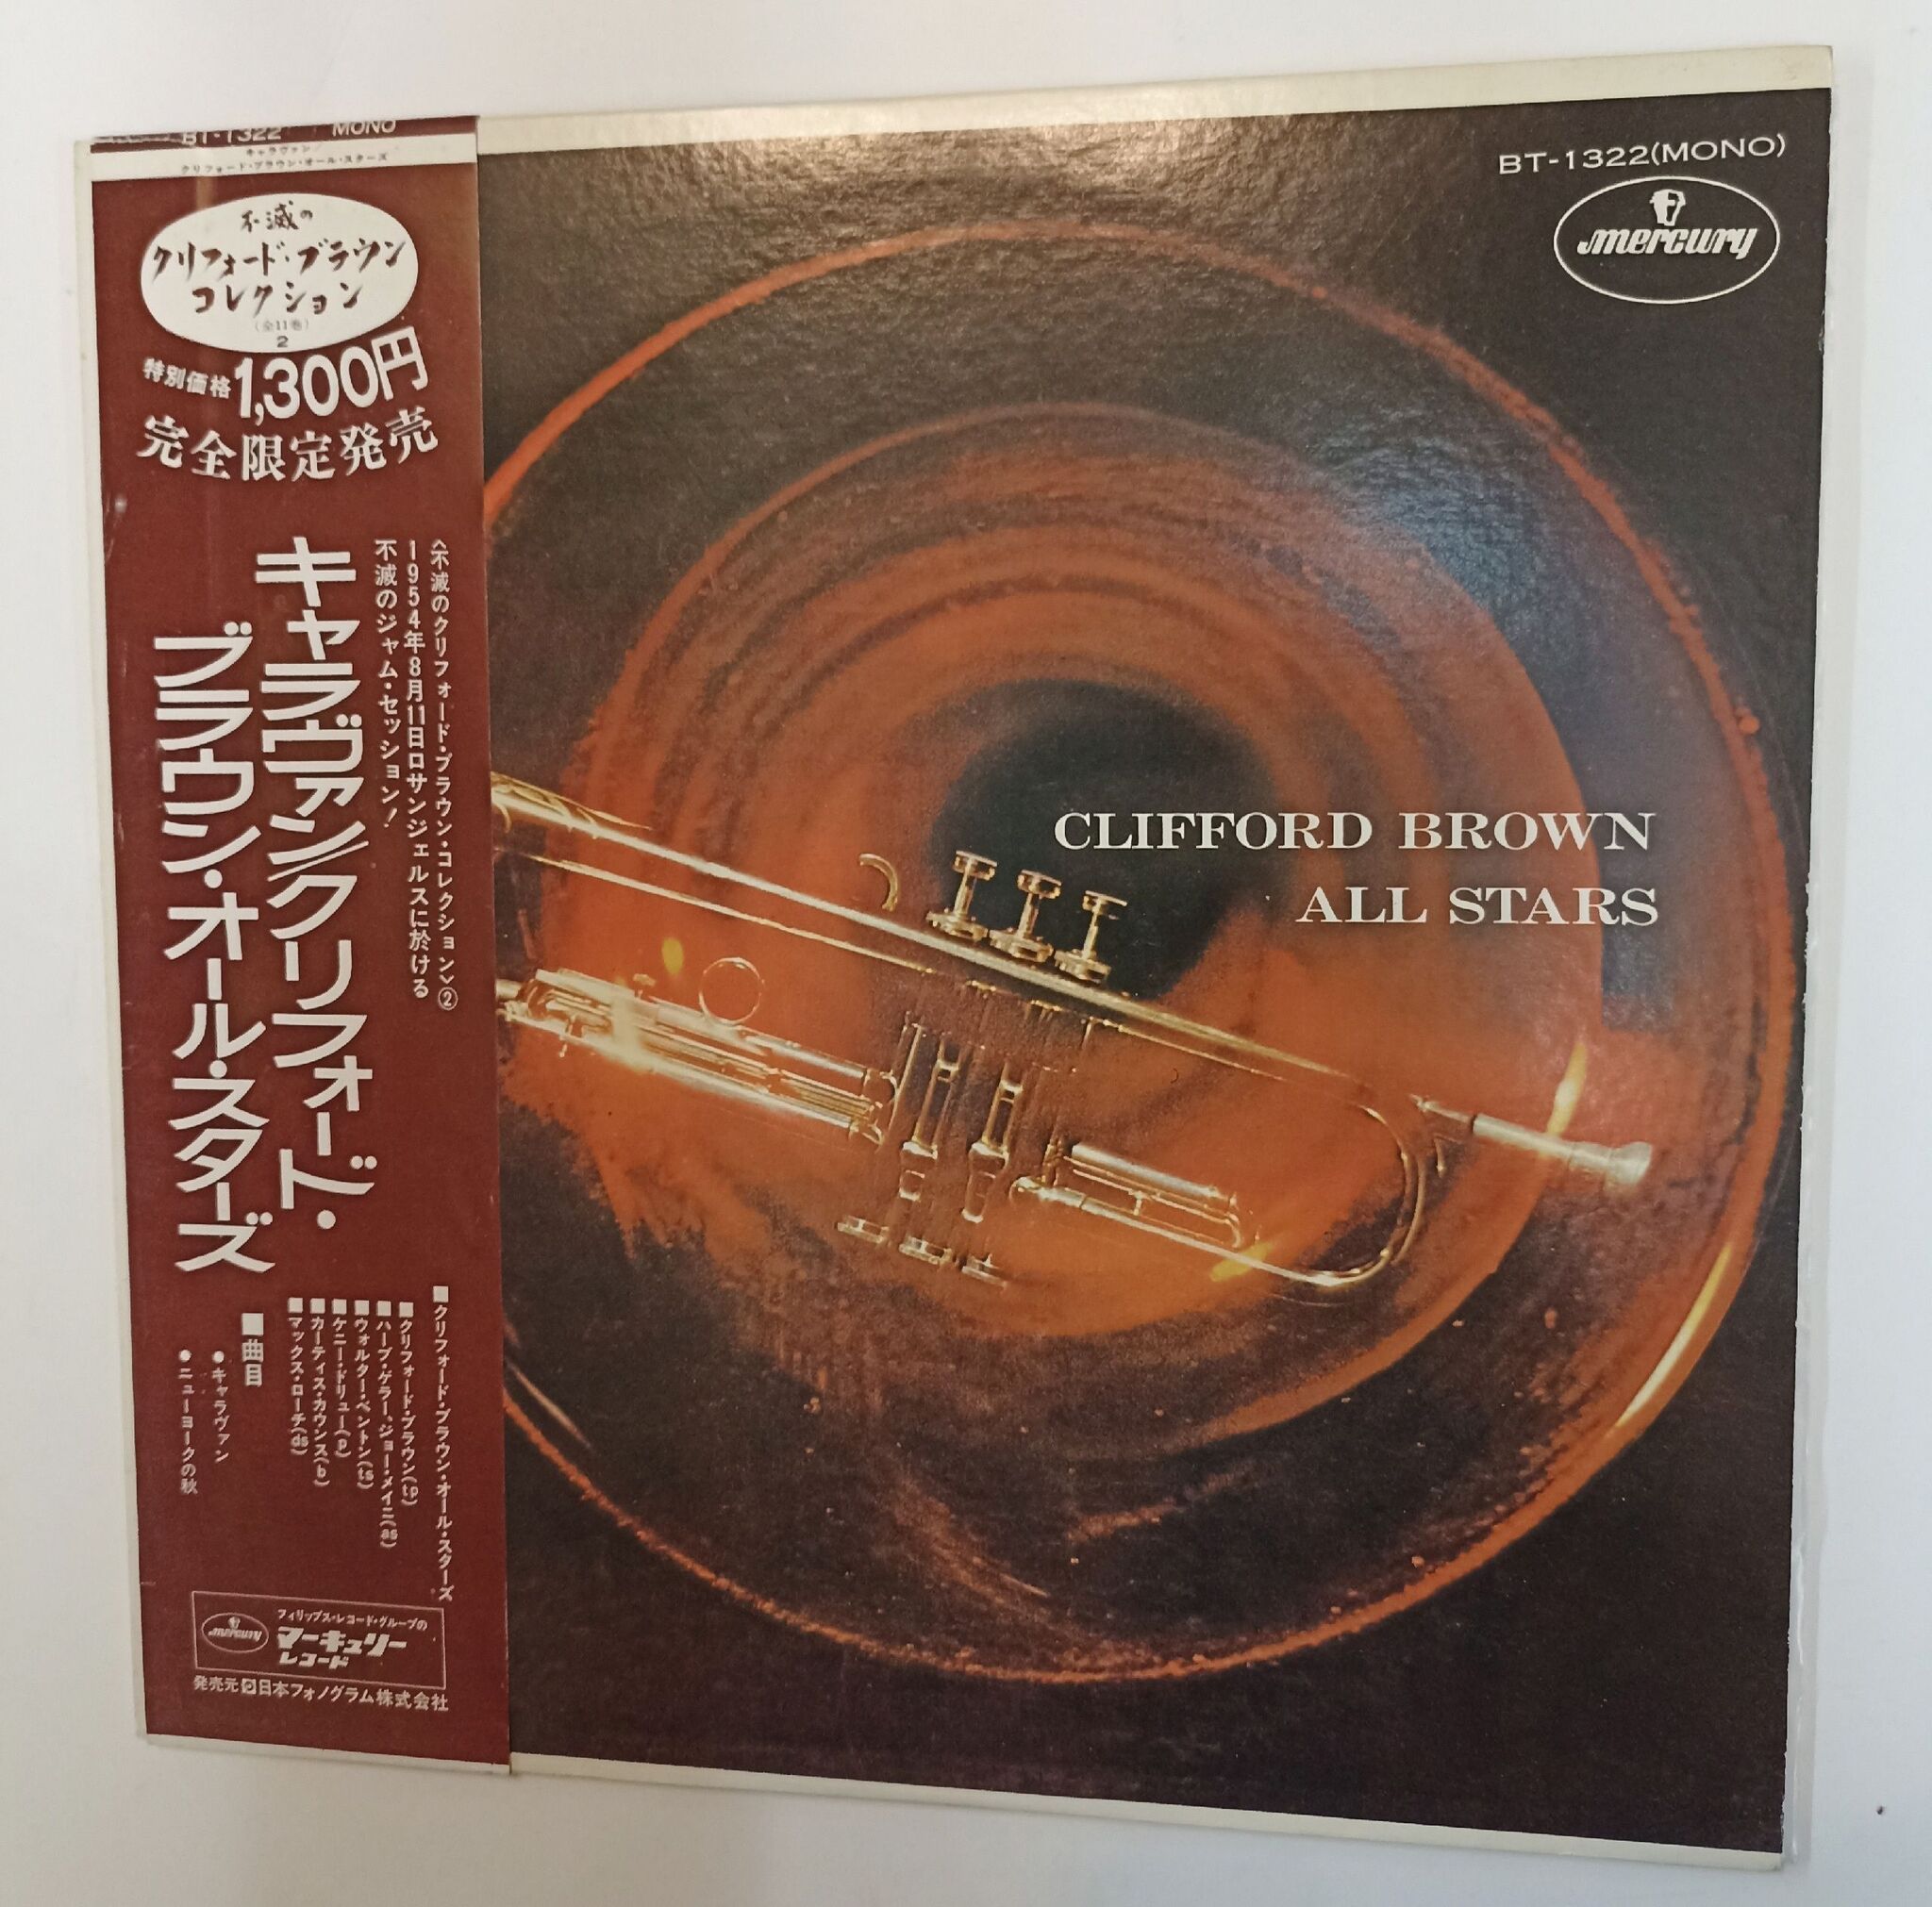 BT-1322 MONO
キャラヴァン/
クリフォード・ブラウン・オール・スターズ
不滅の
クリフォード・ブラウン
コレクション
(全11巻)
2
特別価格1,300円
完全限定発売
〈不滅のクリフォード・ブラウン・コレクション〉②
1954年8月11日ロサンジェルスに於ける
不滅のジャム・セッション!
キャラヴァン/クリフォード・
ブラウン・オール・スターズ
■クリフォード・ブラウン・オール・スターズ
■クリフォード・ブラウン(tp)
■ハーブ・ゲラー,ジョー・メイニ(as)
■ウォルター・ベントン(ts)
■ケニー・ドリュー(p)
■カーティス・カウンス(b)
■マックス・ローチ(ds)
■曲目
●キャラヴァン
●ニューヨークの秋
mercury
フィリップス・レコード・グループの
マーキュリー
レコード
発売元 日本フォノグラム株式会社
BT-1322(MONO)
mercury
CLIFFORD BROWN
ALL STARS